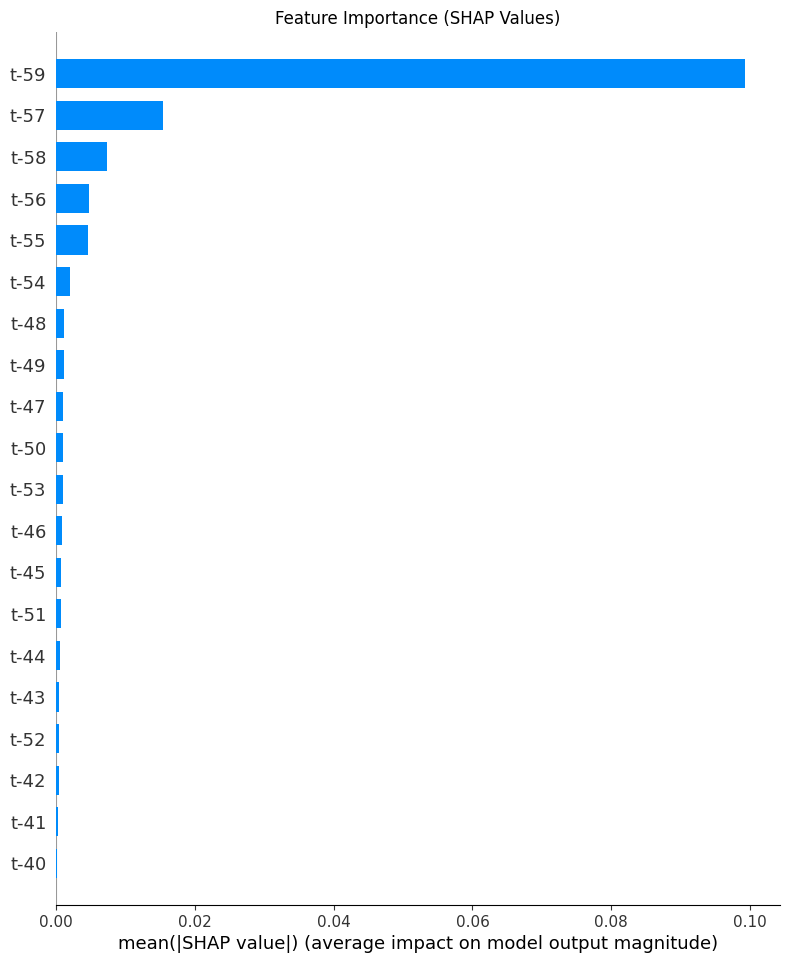 Feature Importance (SHAP Values)
t-59
t-57
t-58
t-56
t-55
t-54
t-48
t-49
t-47
t-50
t-53
t-46
t-45
t-51
t-44
t-43
t-52
t-42
t-41
t-40
0.00 0.02 0.04 0.06 0.08 0.10
mean(|SHAP value|) (average impact on model output magnitude)